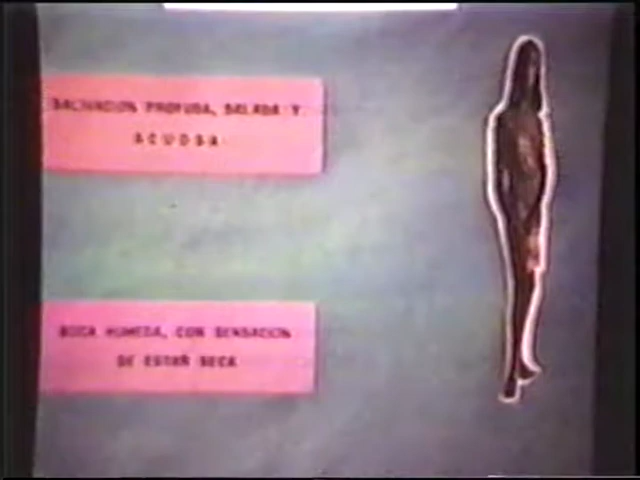 SALIVACION PROFUSA, SALADA Y
ACUOSA
BOCA HUMEDA, CON SENSACION
DE ESTAR SECA